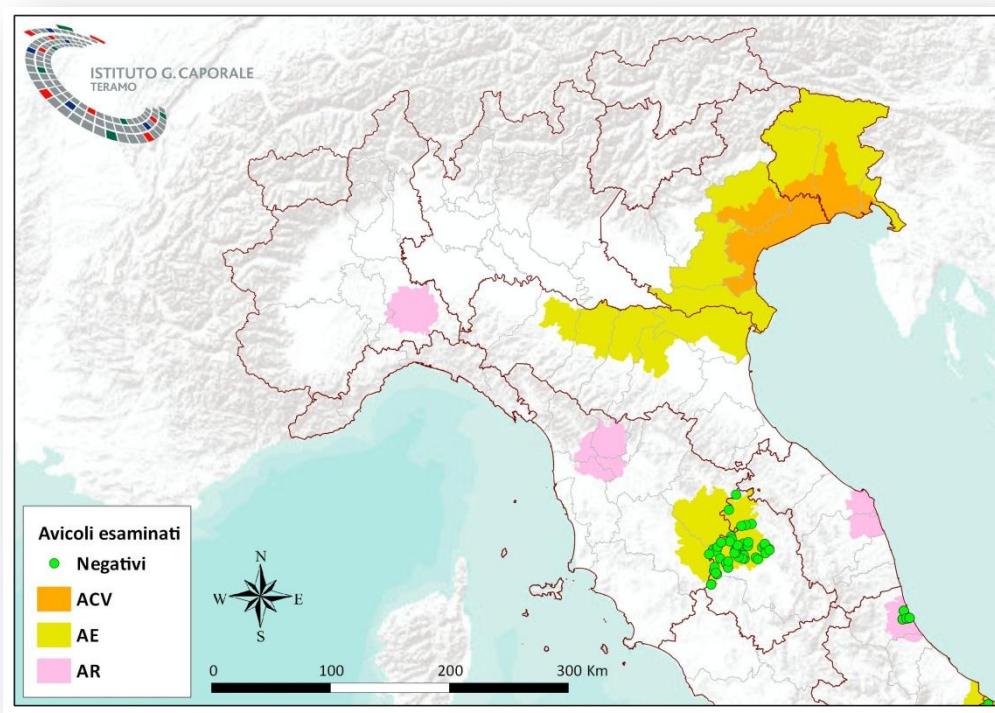 ISTITUTO G. CAPORALE
TERAMO
Avicoli esaminati
Negativi
ACV
AE
AR
N
W E
S
0 100 200 300 Km